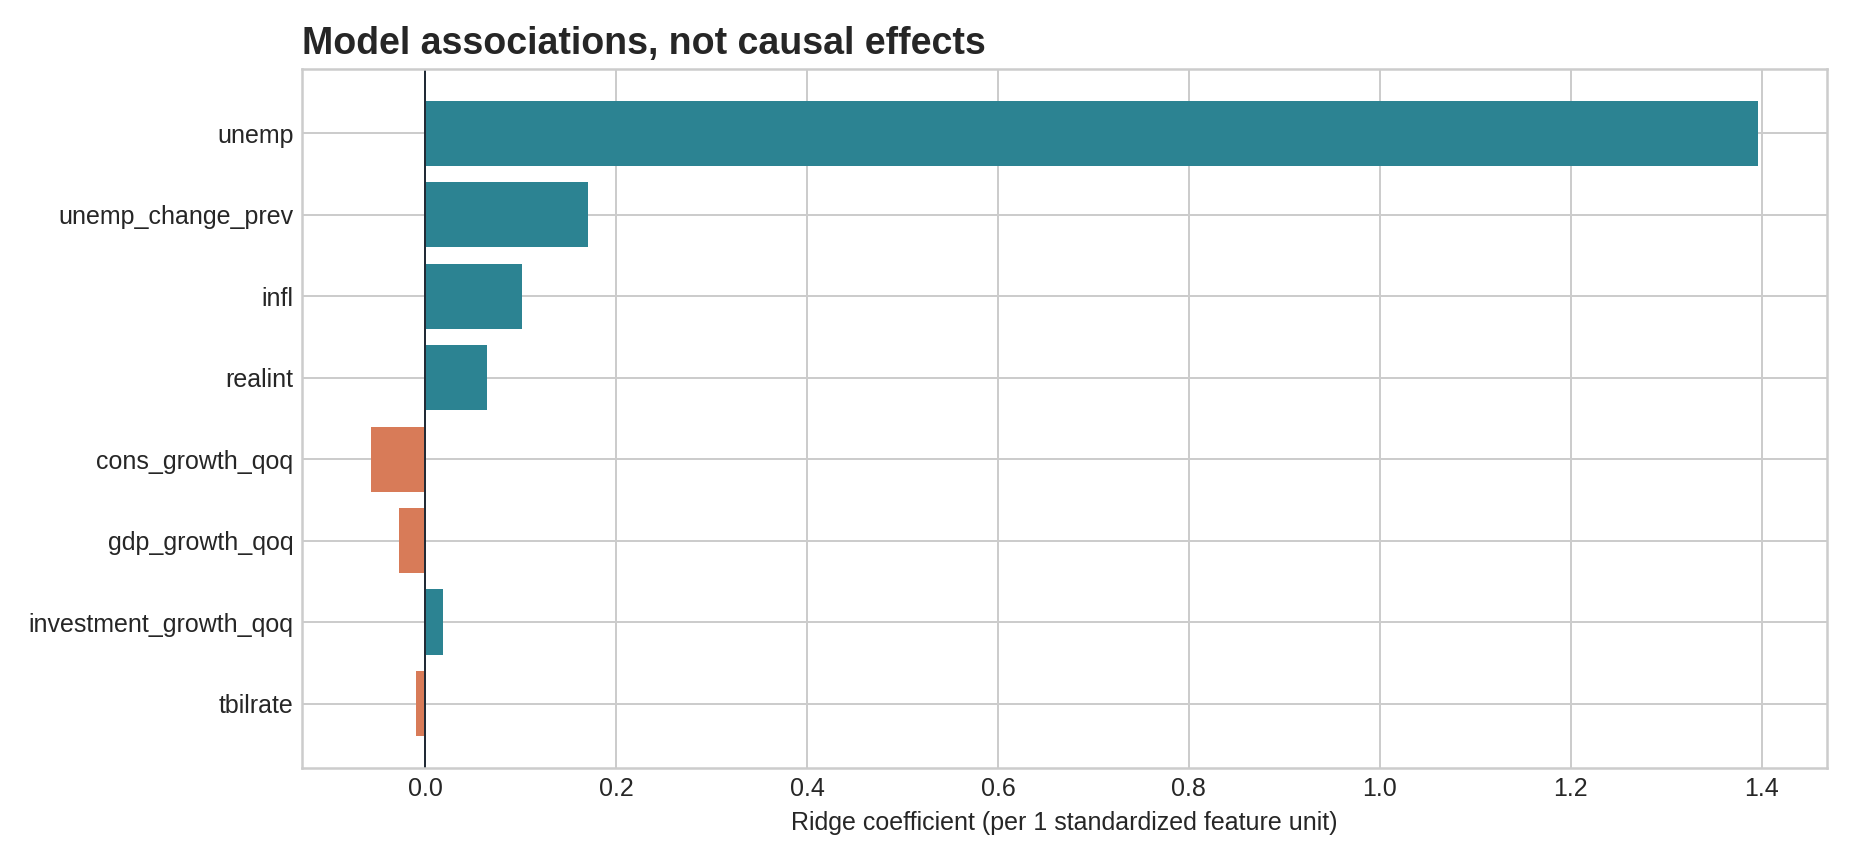 Model associations, not causal effects
unemp
unemp_change_prev
infl
realint
cons_growth_qoq
gdp_growth_qoq
investment_growth_qoq
tbilrate
0.0 0.2 0.4 0.6 0.8 1.0 1.2 1.4
Ridge coefficient (per 1 standardized feature unit)